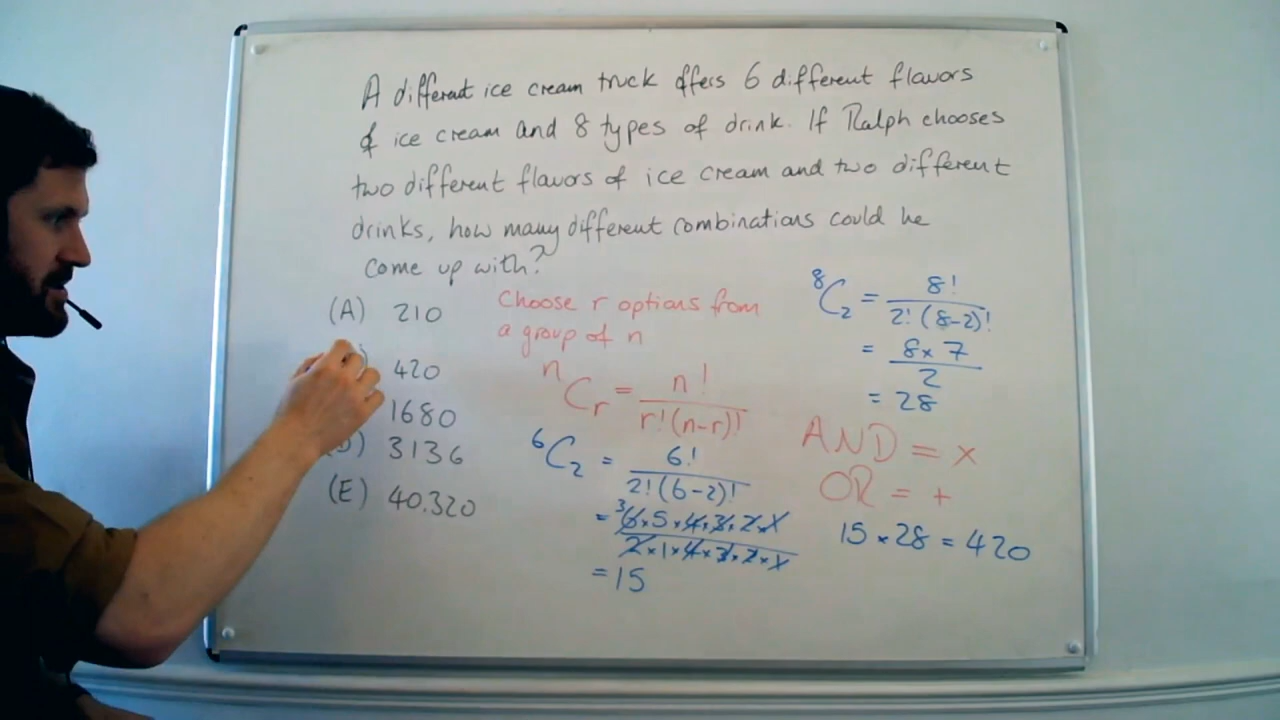 A different ice cream truck offers 6 different flavors
of ice cream and 8 types of drink. If Ralph chooses
two different flavors of ice cream and two different
drinks, how many different combinations could he
come up with?
(A) 210
) 420
1680
) 3136
(E) 40.320
Choose r options from
a group of n
nCr = n! / r!(n-r)!
6C2 = 6! / 2!(6-2)!
= 3 6×5×4×3×2×1 / 2×1×4×3×2×1
= 15
8C2 = 8! / 2!(8-2)!
= 8×7 / 2
= 28
AND = ×
OR = +
15 × 28 = 420